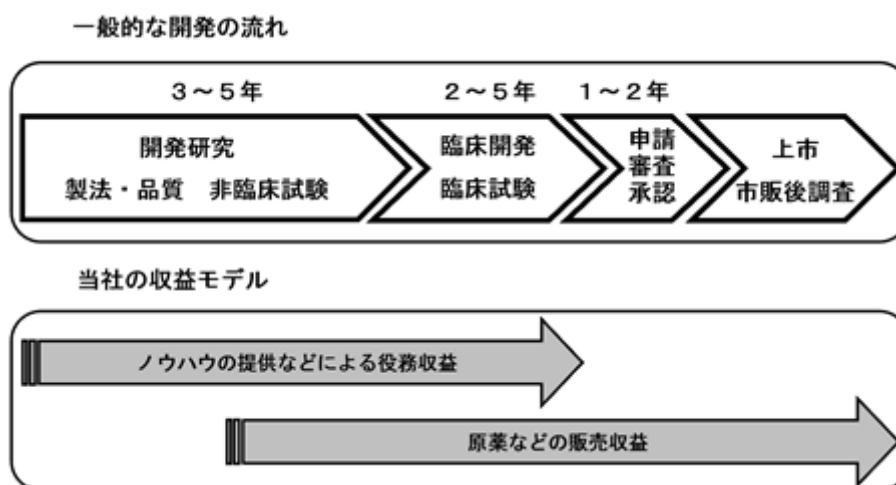 一般的な開発の流れ
3~5年
2~5年
1~2年
開発研究
製法・品質 非臨床試験
臨床開発
臨床試験
申請
審査
承認
上市
市販後調査
当社の収益モデル
ノウハウの提供などによる役務収益
原薬などの販売収益